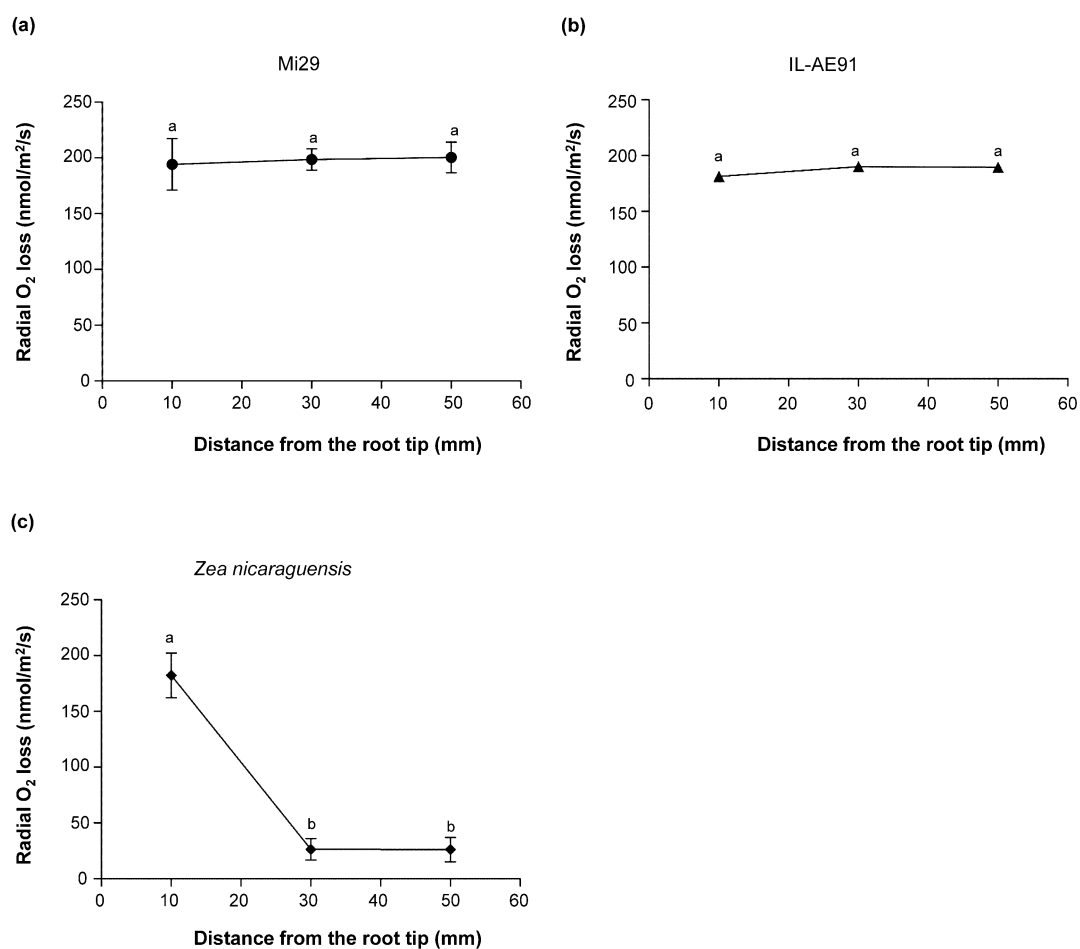 (a)
Mi29
Radial O₂ loss (nmol/m²/s)
250
200
150
100
50
0
a
a
a
0 10 20 30 40 50 60
Distance from the root tip (mm)
(b)
IL-AE91
Radial O₂ loss (nmol/m²/s)
250
200
150
100
50
0
a
a
a
0 10 20 30 40 50 60
Distance from the root tip (mm)
(c)
Zea nicaraguensis
Radial O₂ loss (nmol/m²/s)
250
200
150
100
50
0
a
b
b
0 10 20 30 40 50 60
Distance from the root tip (mm)